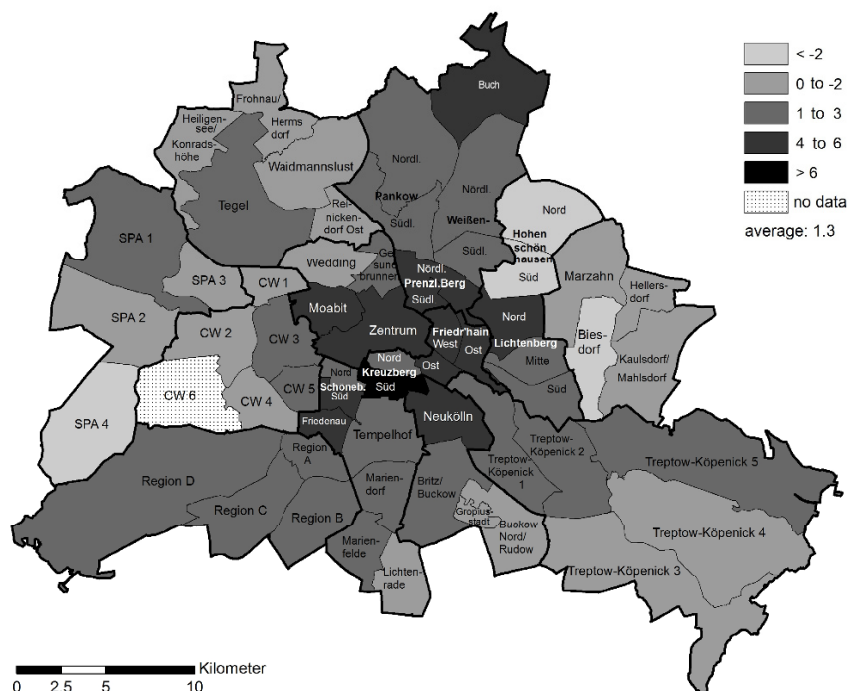 Buch
< -2
0 to -2
1 to 3
4 to 6
> 6
no data
average: 1.3
Frohnau/
Herms
dorf
Heiligen-
see/
Konrads-
höhe
Waidmannslust
Tegel
Rei-
nicken-
dorf Ost
Nördl.
Pankow
Südl.
Nördl.
Weißen-
Südl.
Nord
Hohen
schön
hausen
Süd
SPA 1
SPA 3
SPA 2
SPA 4
Wedding
Ge-
sund
brunnen
Nördl.
Prenzl.Berg
Südl
Marzahn
Hellers-
dorf
Bies-
dorf
Kaulsdorf/
Mahlsdorf
CW 1
CW 2
CW 3
CW 6
CW 4
CW 5
Moabit
Zentrum
Friedr'hain
West
Ost
Nord
Lichtenberg
Mitte
Süd
Nord
Kreuzberg
Ost
Süd
Nord
Schoneb.
Süd
Friedenau
Neukölln
Tempelhof
Region
A
Region D
Region C
Region B
Marien-
dorf
Marien-
felde
Lichten-
rade
Britz/
Buckow
Gropius-
stadt
Buckow
Nord/
Rudow
Treptow-
Köpenick
1
Treptow-
Köpenick 2
Treptow-Köpenick 5
Treptow-Köpenick 4
Treptow-Köpenick 3
Kilometer
0 2.5 5 10